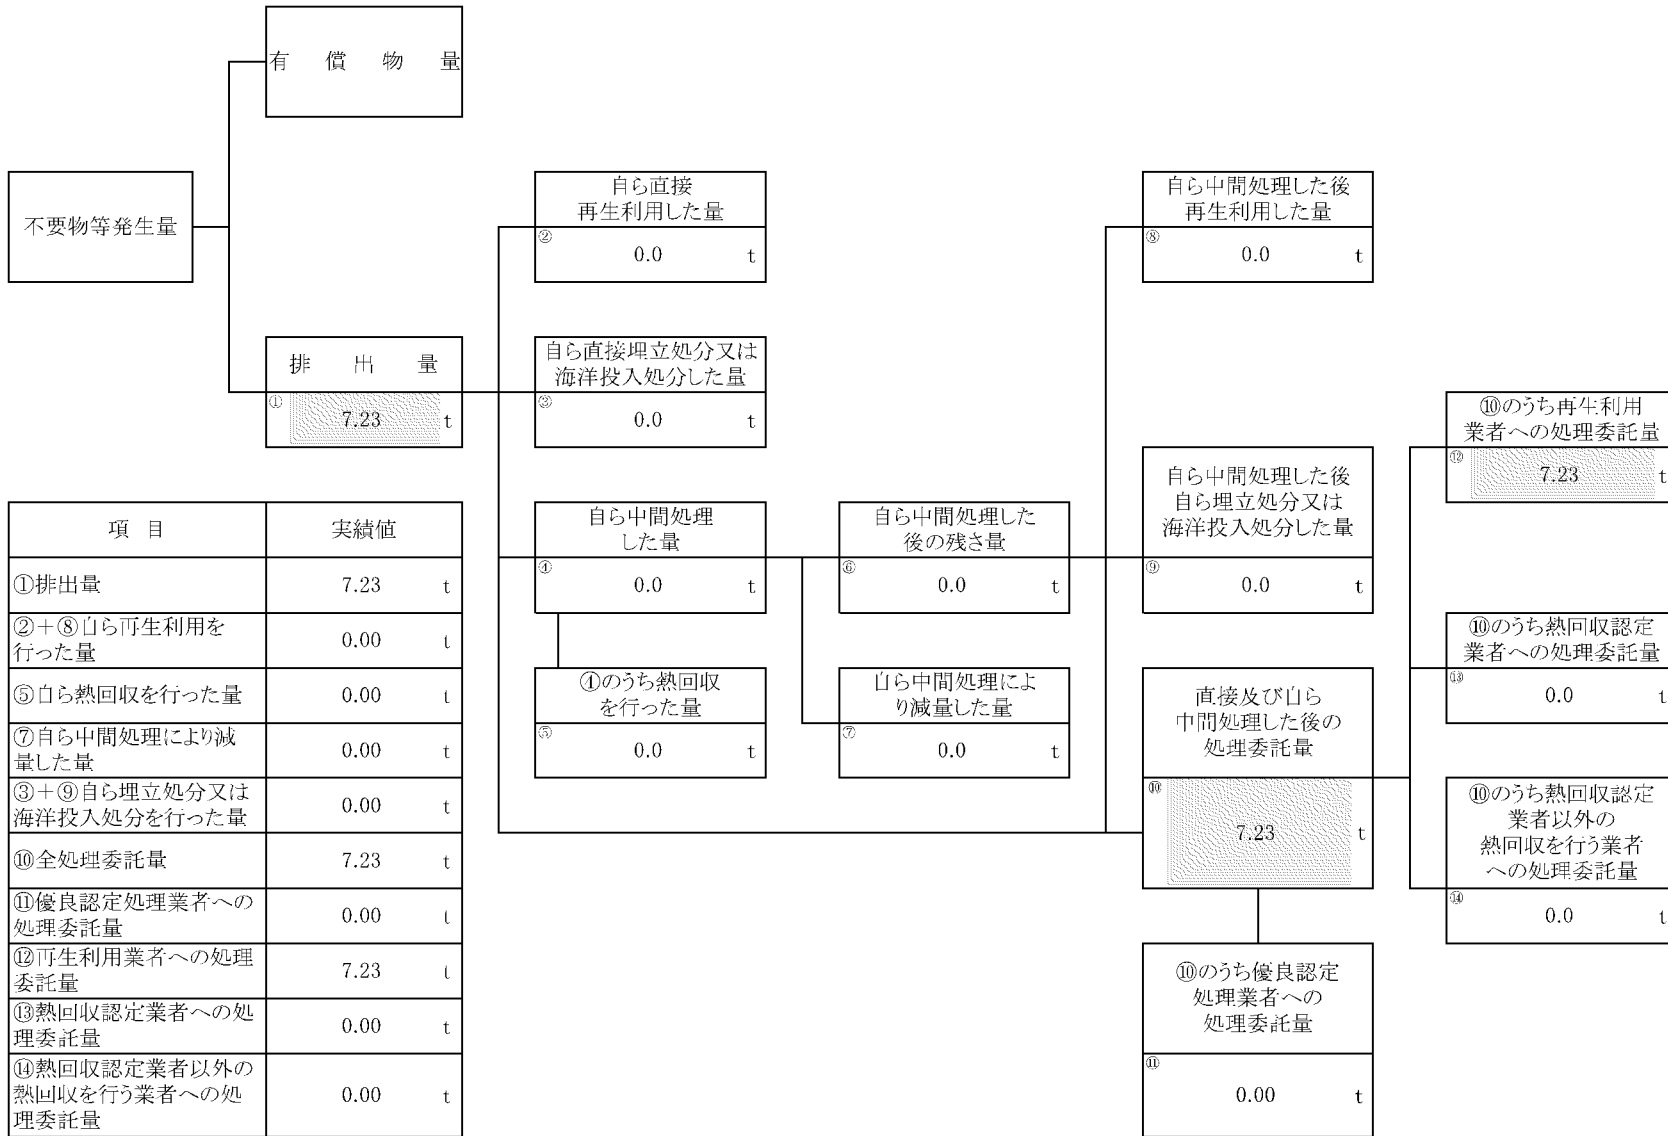 有償物量
不要物等発生量
排出量
①
7.23 t
自ら直接
再生利用した量
②
0.0 t
自ら直接埋立処分又は
海洋投入処分した量
③
0.0 t
自ら中間処理
した量
④
0.0 t
④のうち熱回収
を行った量
⑤
0.0 t
自ら中間処理した
後の残さ量
⑥
0.0 t
自ら中間処理によ
り減量した量
⑦
0.0 t
自ら中間処理した後
再生利用した量
⑧
0.0 t
自ら中間処理した後
自ら埋立処分又は
海洋投入処分した量
⑨
0.0 t
直接及び自ら
中間処理した後の
処理委託量
⑩
7.23 t
⑩のうち優良認定
処理業者への
処理委託量
⑪
0.00 t
⑩のうち再生利用
業者への処理委託量
⑫
7.23 t
⑩のうち熱回収認定
業者への処理委託量
⑬
0.0 t
⑩のうち熱回収認定
業者以外の
熱回収を行う業者
への処理委託量
⑭
0.0 t
項 目 実績値
①排出量 7.23 t
②+⑧自ら再生利用を
行った量 0.00 t
⑤自ら熱回収を行った量 0.00 t
⑦自ら中間処理により減
量した量 0.00 t
③+⑨自ら埋立処分又は
海洋投入処分を行った量 0.00 t
⑩全処理委託量 7.23 t
⑪優良認定処理業者への
処理委託量 0.00 t
⑫再生利用業者への処理
委託量 7.23 t
⑬熱回収認定業者への処
理委託量 0.00 t
⑭熱回収認定業者以外の
熱回収を行う業者への処
理委託量 0.00 t